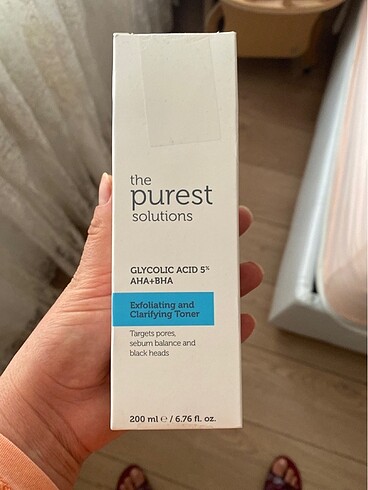 the
purest
solutions
GLYCOLIC ACID 5%
AHA+BHA
Exfoliating and
Clarifying Toner
Targets pores,
sebum balance and
black heads
200 ml ℮ / 6.76 fl. oz.